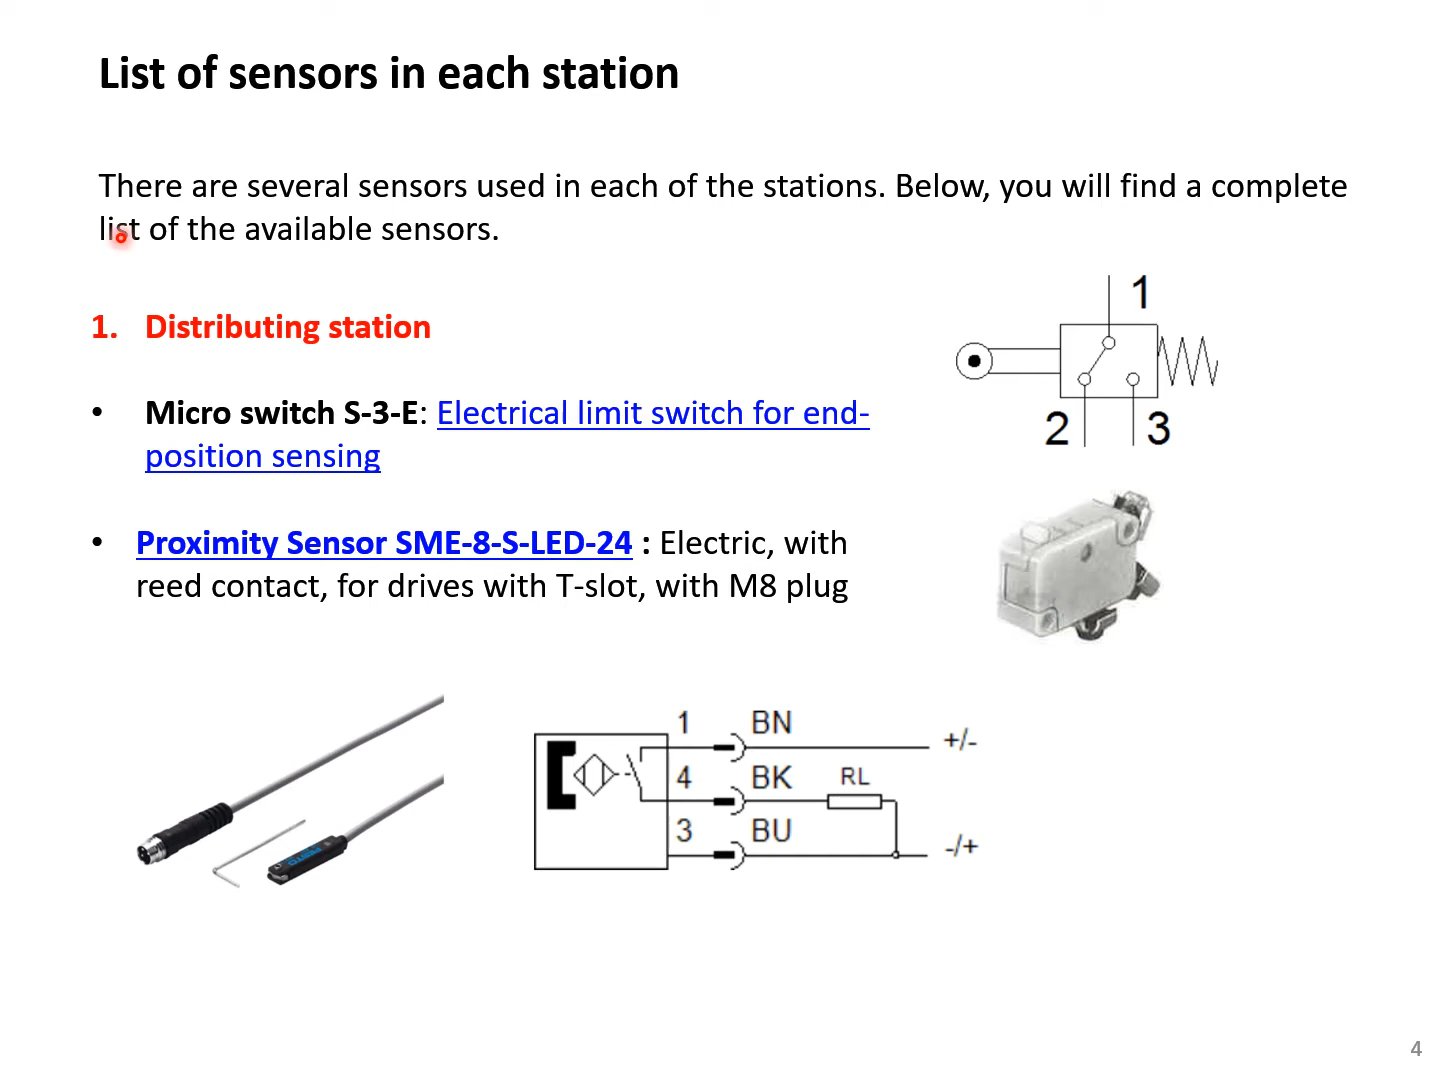 List of sensors in each station
There are several sensors used in each of the stations. Below, you will find a complete
list of the available sensors.
1. Distributing station
• Micro switch S-3-E: Electrical limit switch for end-
position sensing
• Proximity Sensor SME-8-S-LED-24 : Electric, with
reed contact, for drives with T-slot, with M8 plug
1
2 3
FESTO
1 BN +/-
4 BK RL
3 BU -/+
4